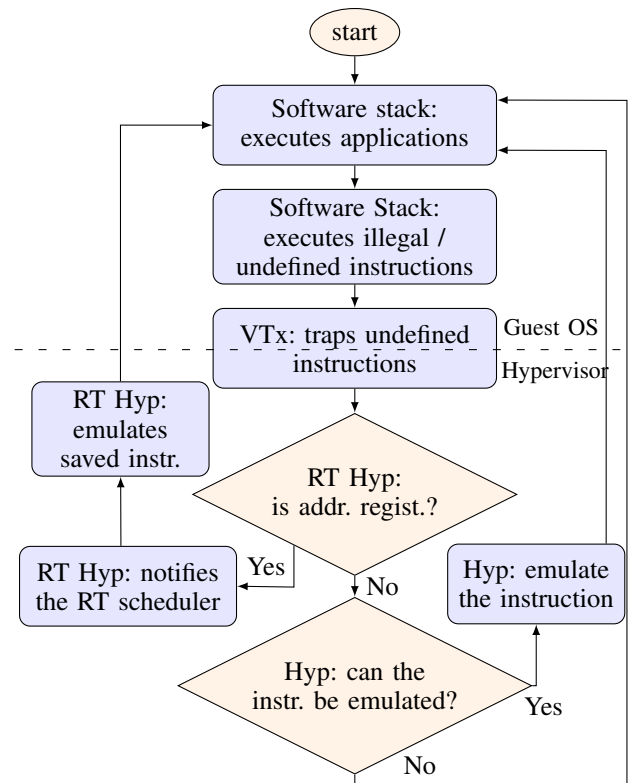 start
Software stack:
executes applications
Software Stack:
executes illegal /
undefined instructions
VTx: traps undefined
instructions
Guest OS
Hypervisor
RT Hyp:
emulates
saved instr.
RT Hyp:
is addr. regist.?
Yes
No
RT Hyp: notifies
the RT scheduler
Hyp: emulate
the instruction
Hyp: can the
instr. be emulated?
Yes
No